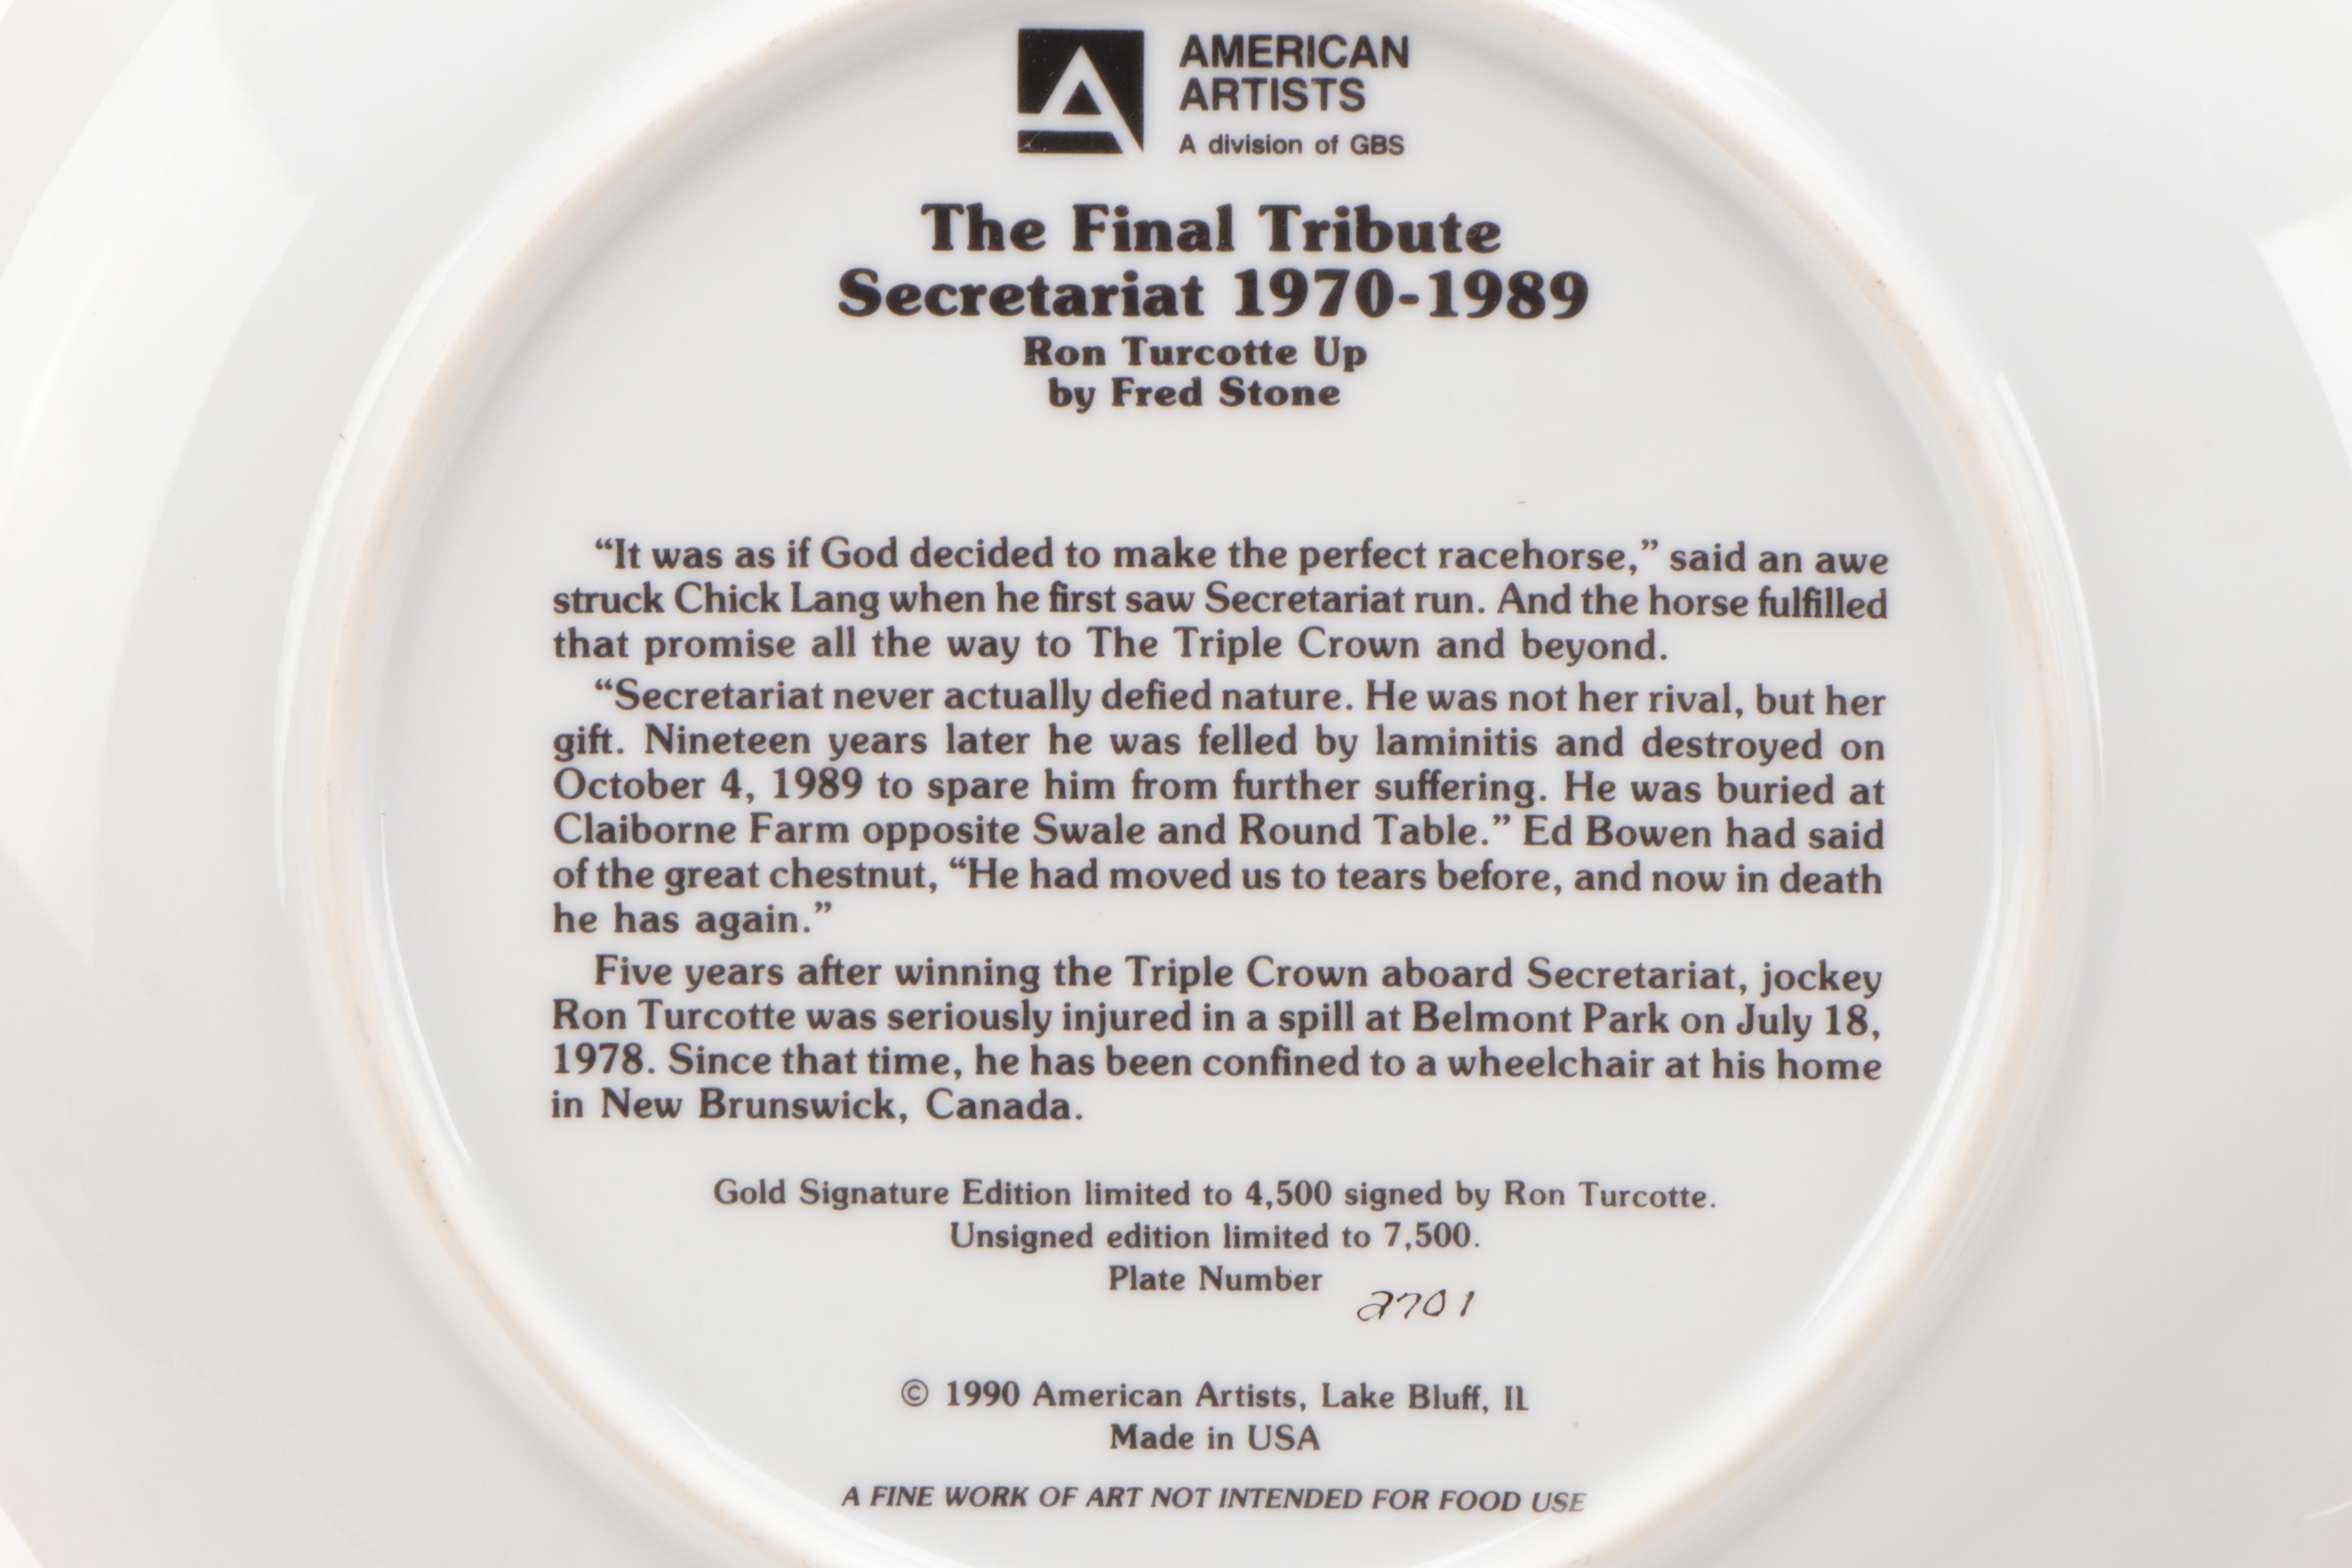 AMERICAN
ARTISTS
A division of GBS
The Final Tribute
Secretariat 1970-1989
Ron Turcotte Up
by Fred Stone
“It was as if God decided to make the perfect racehorse,” said an awe
struck Chick Lang when he first saw Secretariat run. And the horse fulfilled
that promise all the way to The Triple Crown and beyond.
“Secretariat never actually defied nature. He was not her rival, but her
gift. Nineteen years later he was felled by laminitis and destroyed on
October 4, 1989 to spare him from further suffering. He was buried at
Claiborne Farm opposite Swale and Round Table.” Ed Bowen had said
of the great chestnut, “He had moved us to tears before, and now in death
he has again.”
Five years after winning the Triple Crown aboard Secretariat, jockey
Ron Turcotte was seriously injured in a spill at Belmont Park on July 18,
1978. Since that time, he has been confined to a wheelchair at his home
in New Brunswick, Canada.
Gold Signature Edition limited to 4,500 signed by Ron Turcotte.
Unsigned edition limited to 7,500.
Plate Number 2701
© 1990 American Artists, Lake Bluff, IL
Made in USA
A FINE WORK OF ART NOT INTENDED FOR FOOD USE